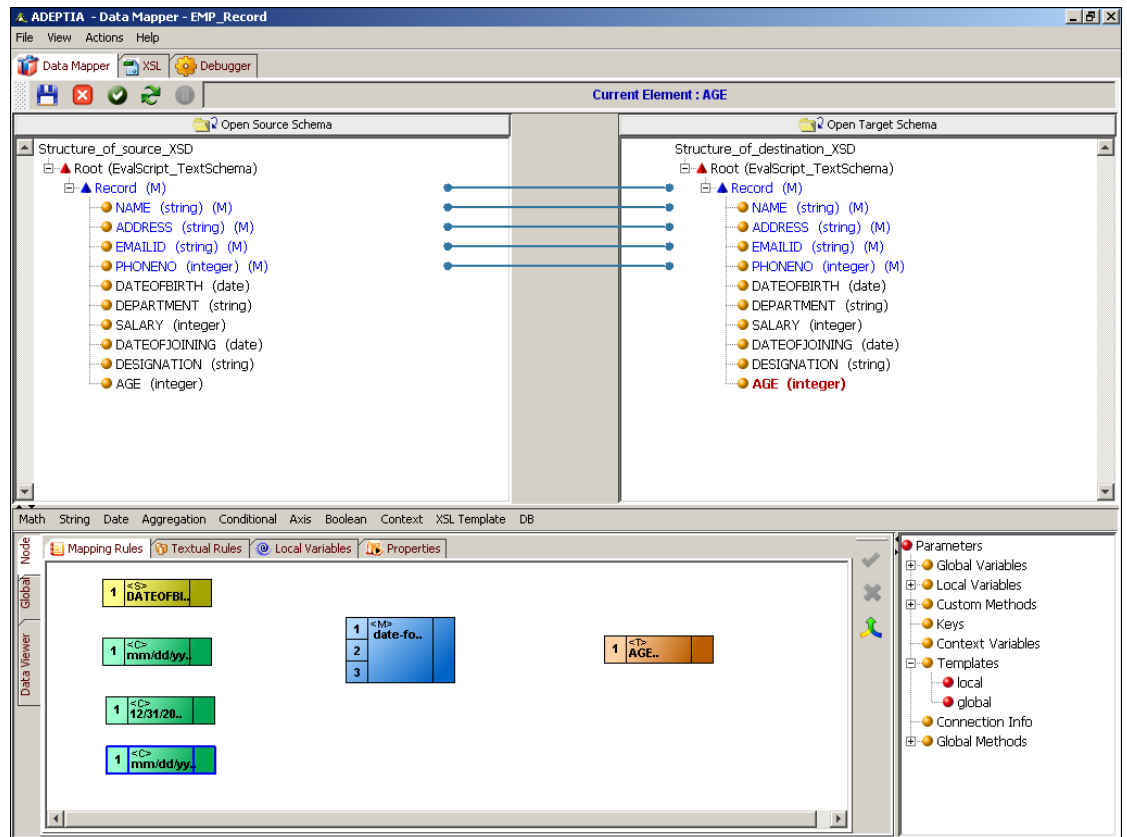 ADEPTIA - Data Mapper - EMP_Record
File View Actions Help
Data Mapper XSL Debugger
Current Element : AGE
Open Source Schema Open Target Schema
Structure_of_source_XSD
Root (EvalScript_TextSchema)
Record (M)
NAME (string) (M)
ADDRESS (string) (M)
EMAILID (string) (M)
PHONENO (integer) (M)
DATEOFBIRTH (date)
DEPARTMENT (string)
SALARY (integer)
DATEOFJOINING (date)
DESIGNATION (string)
AGE (integer)
Structure_of_destination_XSD
Root (EvalScript_TextSchema)
Record (M)
NAME (string) (M)
ADDRESS (string) (M)
EMAILID (string) (M)
PHONENO (integer) (M)
DATEOFBIRTH (date)
DEPARTMENT (string)
SALARY (integer)
DATEOFJOINING (date)
DESIGNATION (string)
AGE (integer)
Math String Date Aggregation Conditional Axis Boolean Context XSL Template DB
Node
Global
Data Viewer
Mapping Rules Textual Rules Local Variables Properties
<S>
1 DATEOFBI..
<C>
1 mm/dd/yy..
<C>
1 12/31/20..
<C>
1 mm/dd/yy..
<M>
1 date-fo..
2
3
<T>
1 AGE..
Parameters
Global Variables
Local Variables
Custom Methods
Keys
Context Variables
Templates
local
global
Connection Info
Global Methods